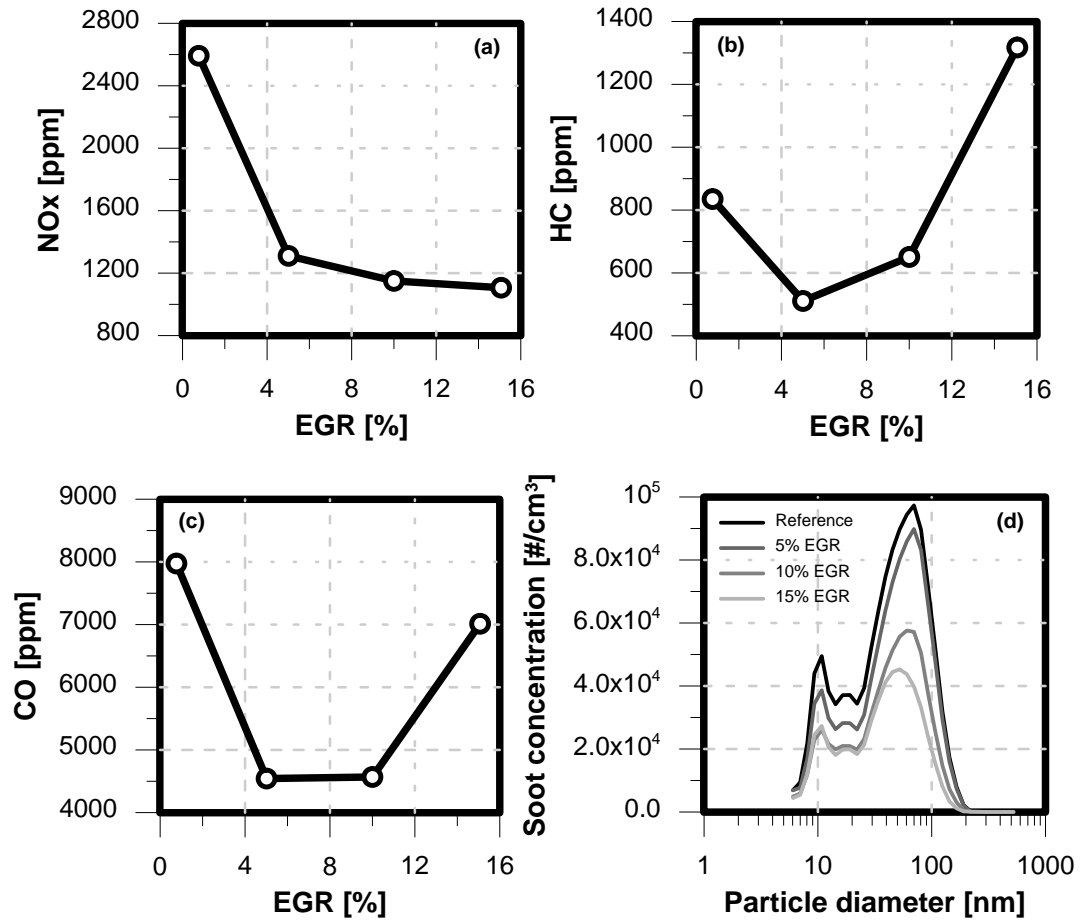 (a)
NOx [ppm]
2800
2400
2000
1600
1200
800
0 4 8 12 16
EGR [%]
(b)
HC [ppm]
1400
1200
1000
800
600
400
0 4 8 12 16
EGR [%]
(c)
CO [ppm]
9000
8000
7000
6000
5000
4000
0 4 8 12 16
EGR [%]
(d)
Soot concentration [#/cm³]
10⁵
8.0x10⁴
6.0x10⁴
4.0x10⁴
2.0x10⁴
0.0
Reference
5% EGR
10% EGR
15% EGR
1 10 100 1000
Particle diameter [nm]